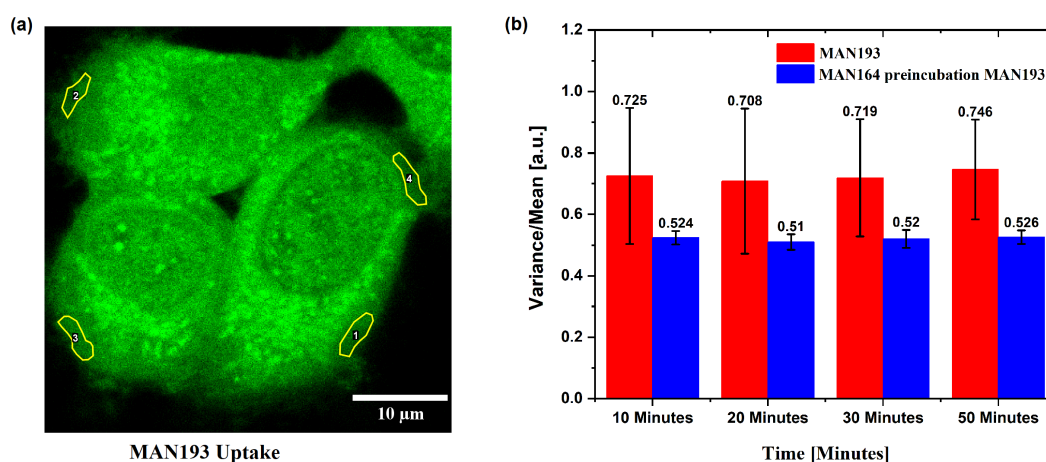 (a)
2
4
3
1
10 µm
MAN193 Uptake
(b)
Variance/Mean [a.u.]
1.2
1.0
0.8
0.6
0.4
0.2
0.0
MAN193
MAN164 preincubation MAN193
0.725
0.708
0.719
0.746
0.524
0.51
0.52
0.526
10 Minutes
20 Minutes
30 Minutes
50 Minutes
Time [Minutes]